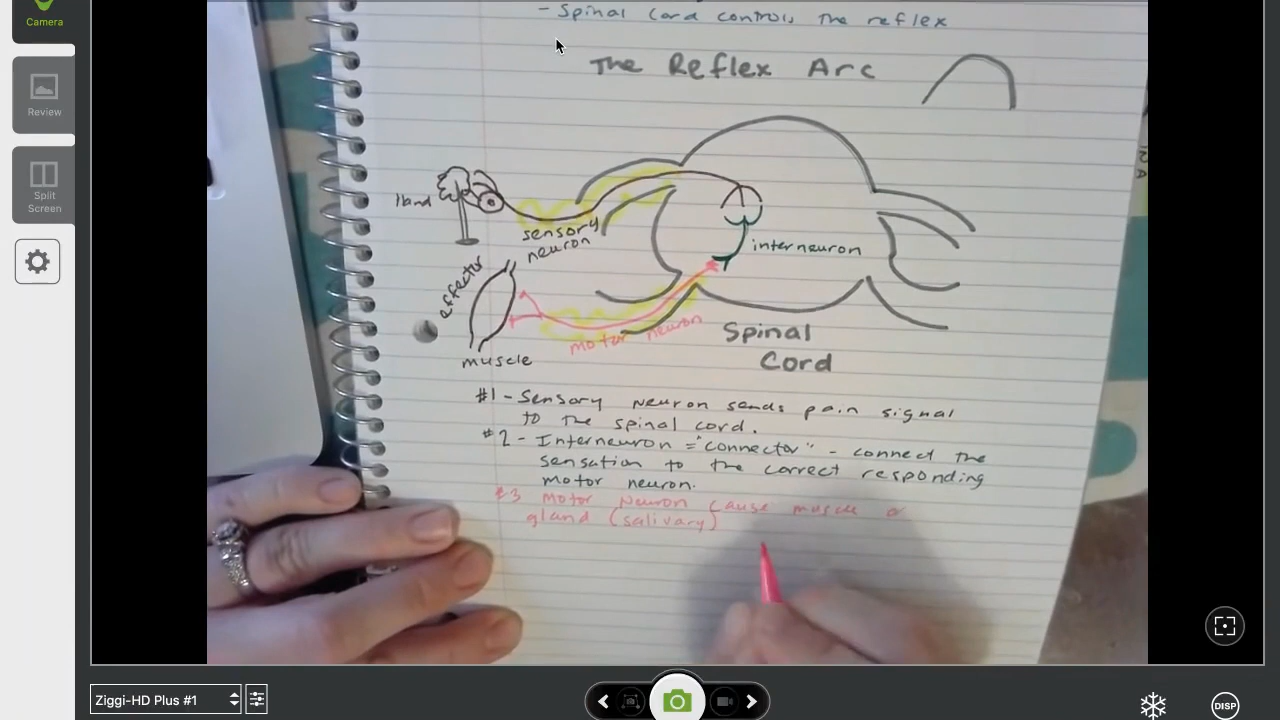 Camera
- Spinal Cord controls the reflex
The Reflex Arc
Review
Split
Screen
gland
sensory
neuron
interneuron
effector
motor neuron
muscle
Spinal
Cord
#1 - Sensory Neuron sends pain signal
to the spinal cord.
#2 - Interneuron = "connector" - connect the
sensation to the correct responding
motor neuron.
#3 Motor Neuron cause muscle or
gland (salivary)
Ziggi-HD Plus #1
DISP